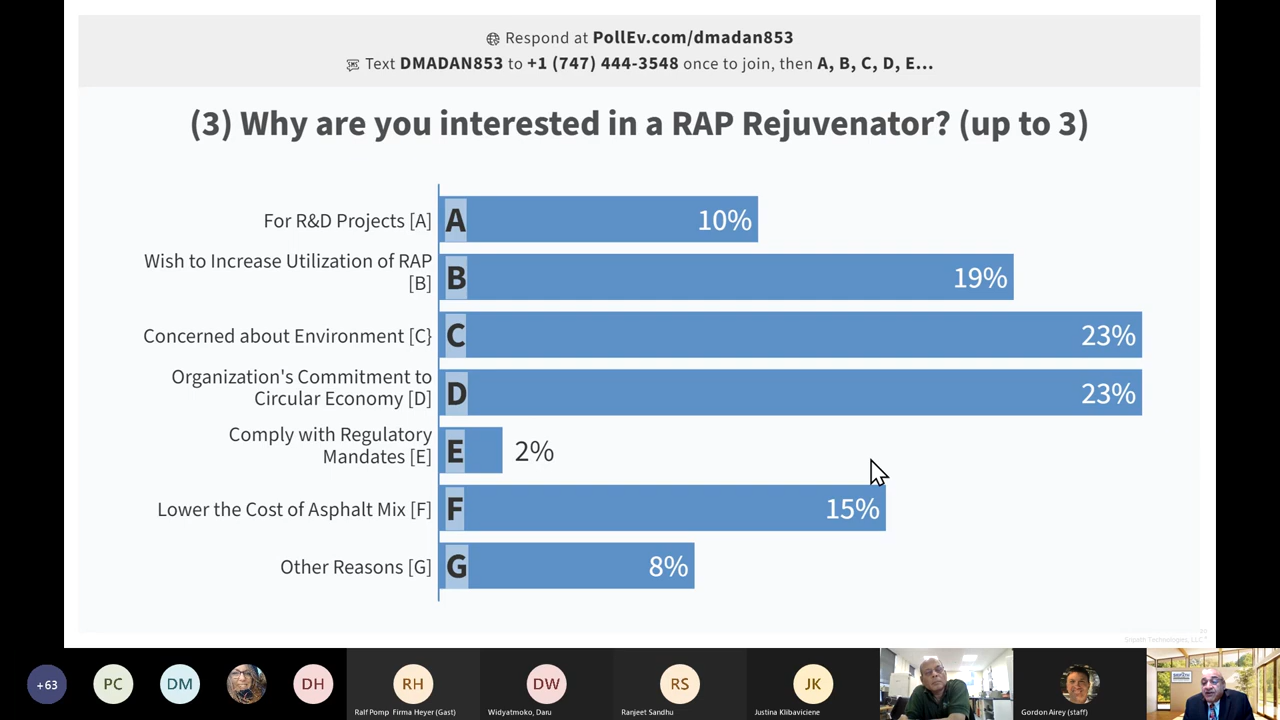 Respond at PollEv.com/dmadan853
Text DMADAN853 to +1 (747) 444-3548 once to join, then A, B, C, D, E...
(3) Why are you interested in a RAP Rejuvenator? (up to 3)
For R&D Projects [A]
A
10%
Wish to Increase Utilization of RAP
[B]
B
19%
Concerned about Environment [C}
C
23%
Organization's Commitment to
Circular Economy [D]
D
23%
Comply with Regulatory
Mandates [E]
E
2%
Lower the Cost of Asphalt Mix [F]
F
15%
Other Reasons [G]
G
8%
Sripath Technologies, LLC
+63
PC
DM
DH
RH
Ralf Pomp Firma Heyer (Gast)
DW
Widyatmoko, Daru
RS
Ranjeet Sandhu
JK
Justina Klibaviciene
Gordon Airey (staff)